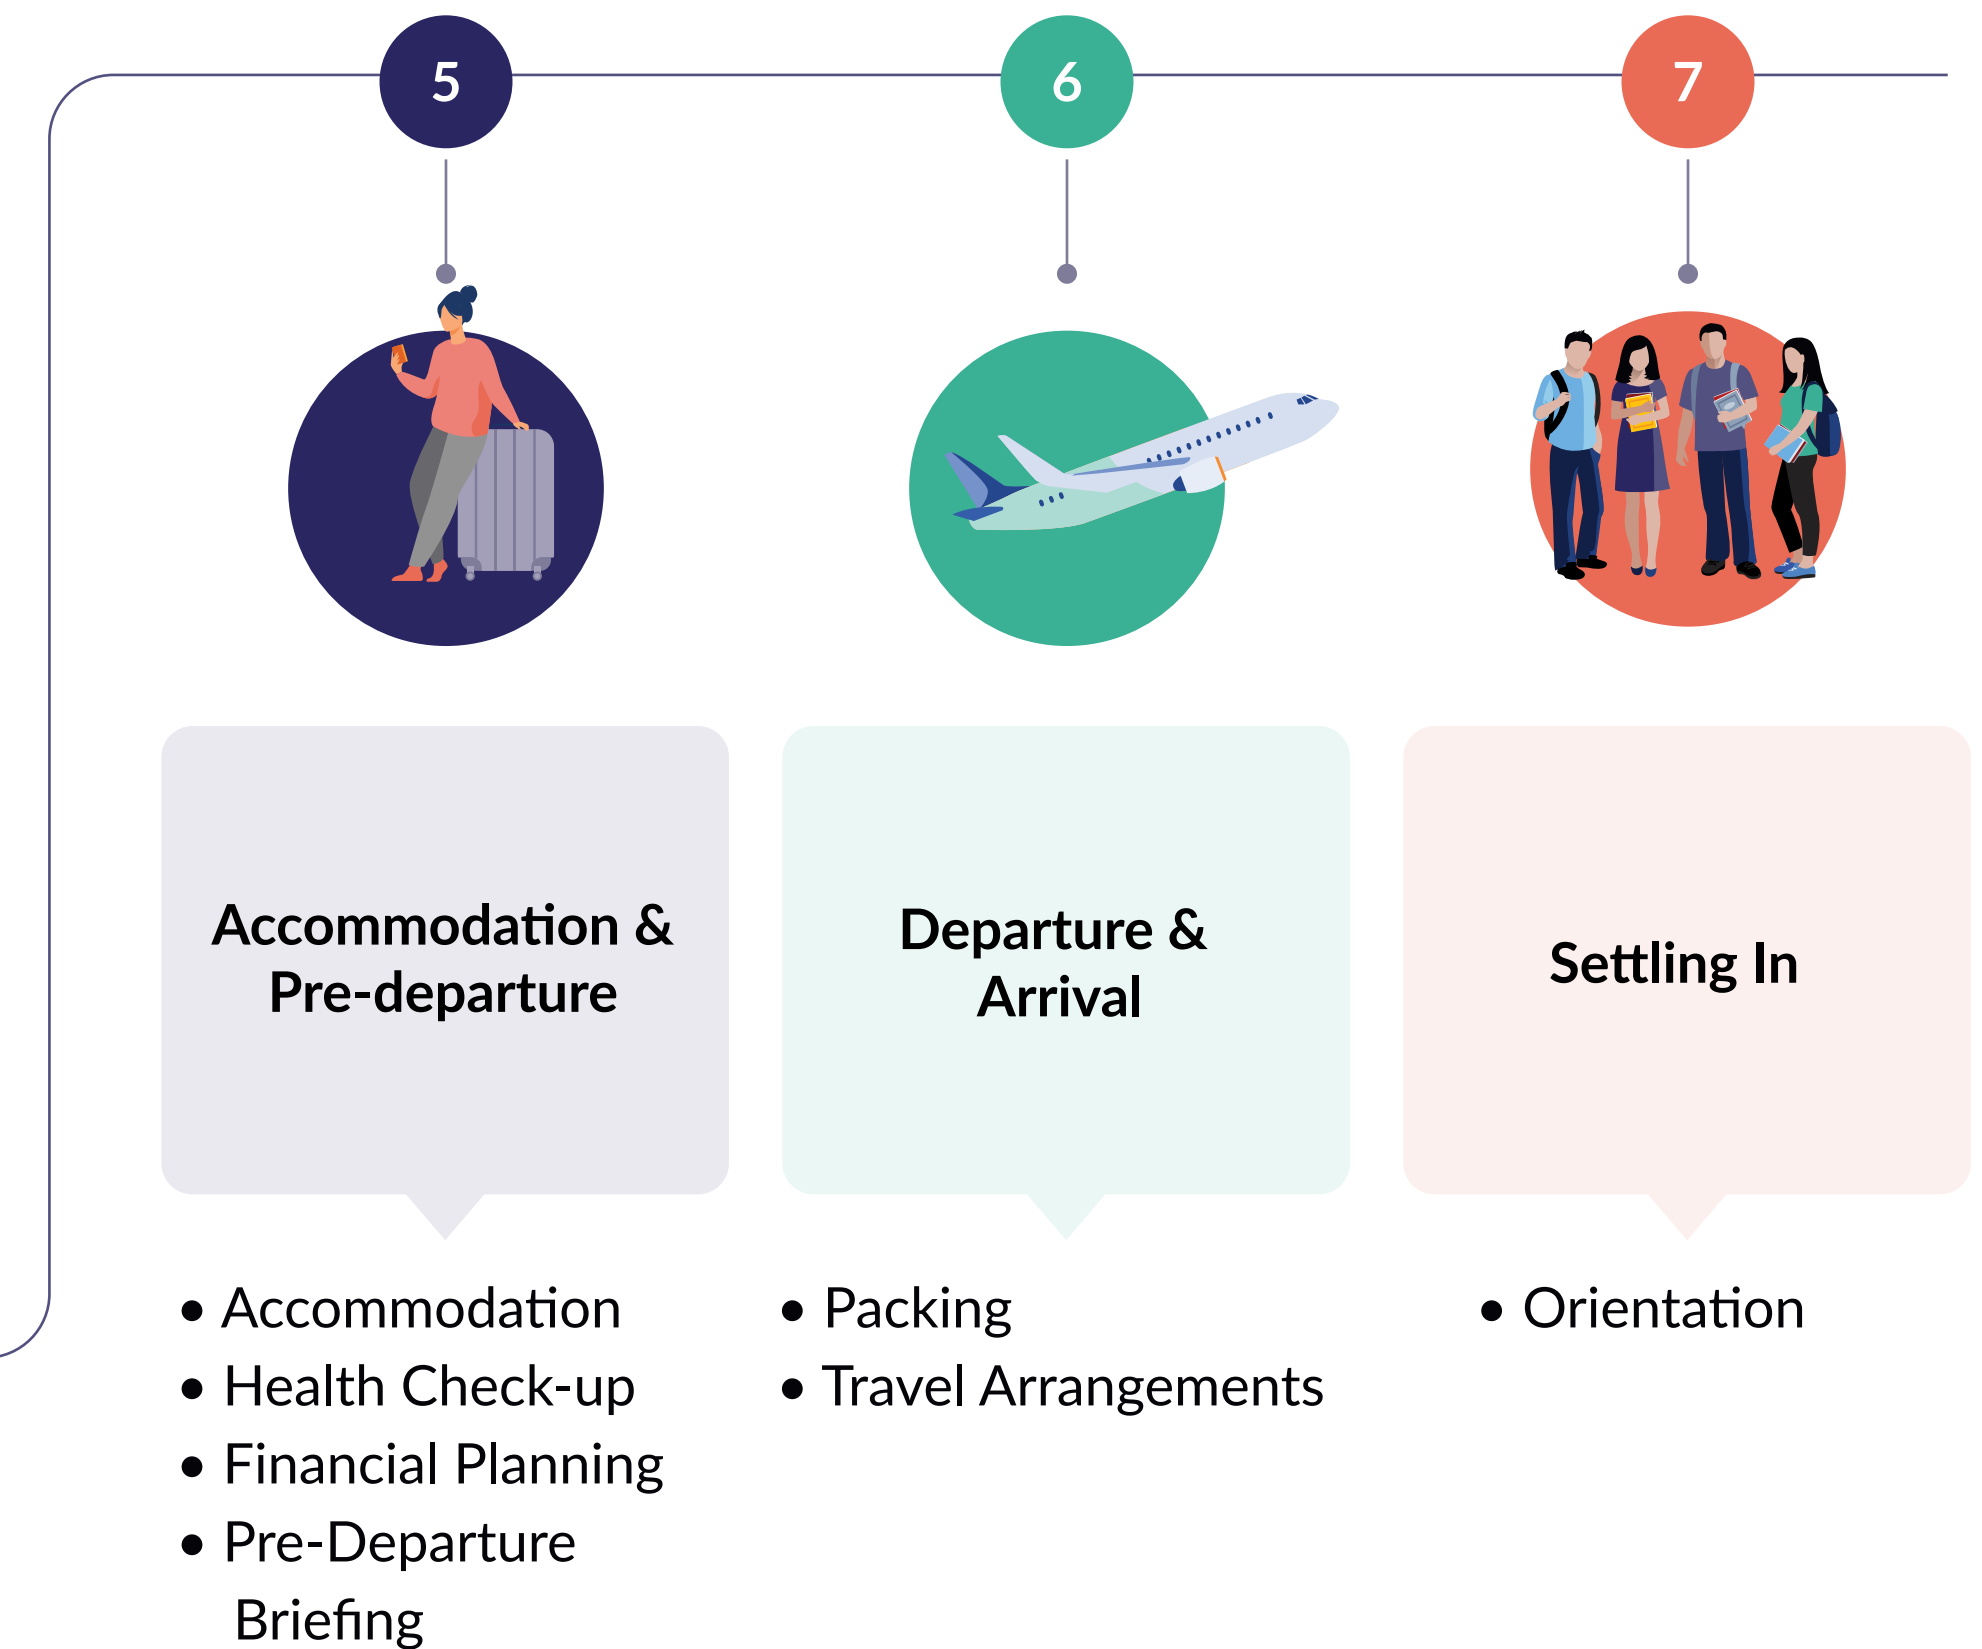 5
6
7
Accommodation &
Pre-departure
Departure &
Arrival
Settling In
• Accommodation
• Health Check-up
• Financial Planning
• Pre-Departure
Briefing
• Packing
• Travel Arrangements
• Orientation